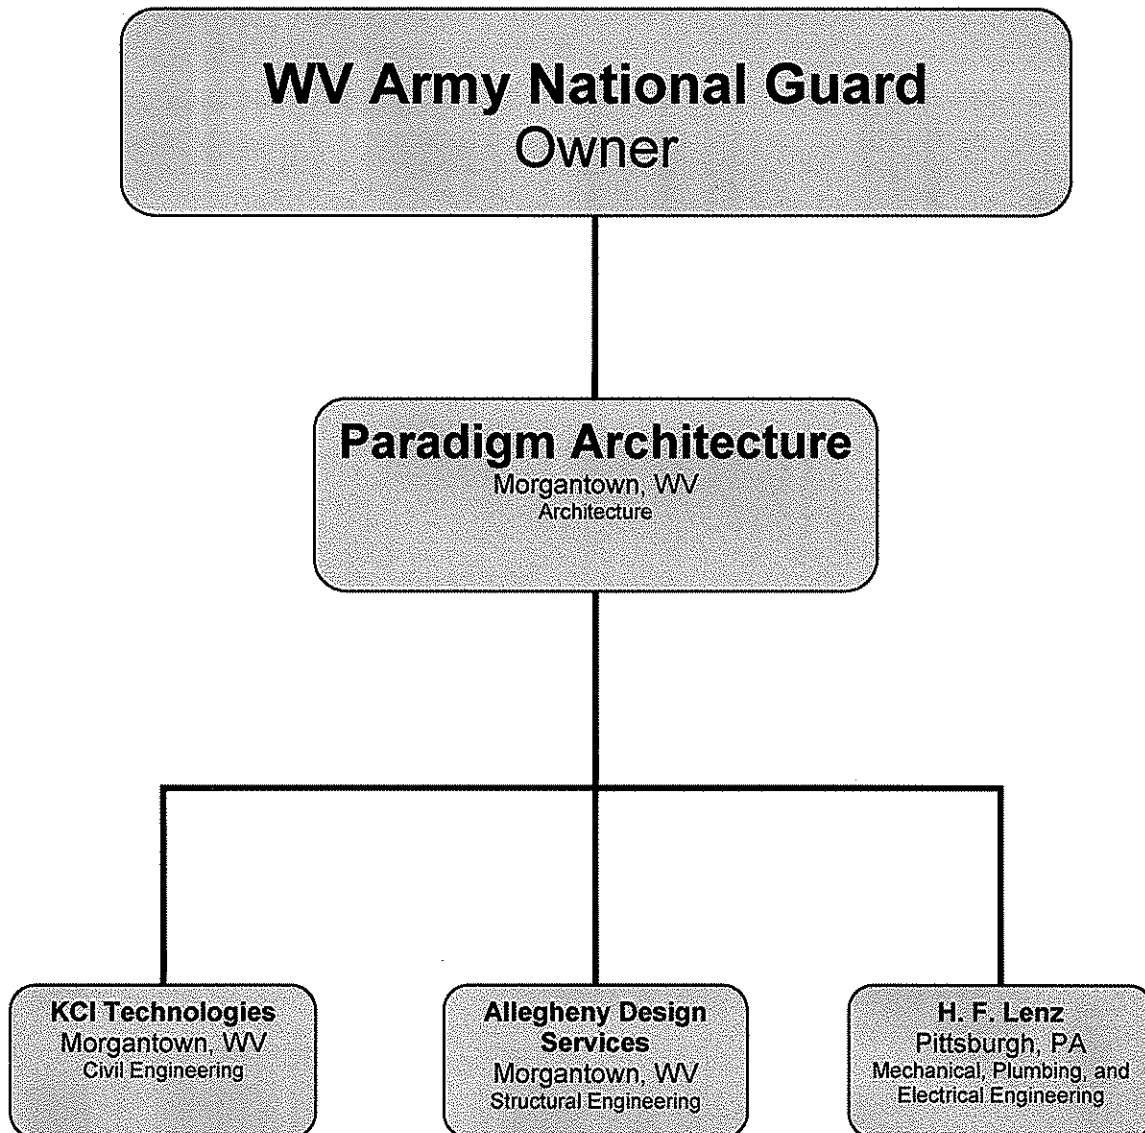 WV Army National Guard
Owner
Paradigm Architecture
Morgantown, WV
Architecture
KCI Technologies
Morgantown, WV
Civil Engineering
Allegheny Design
Services
Morgantown, WV
Structural Engineering
H. F. Lenz
Pittsburgh, PA
Mechanical, Plumbing, and
Electrical Engineering